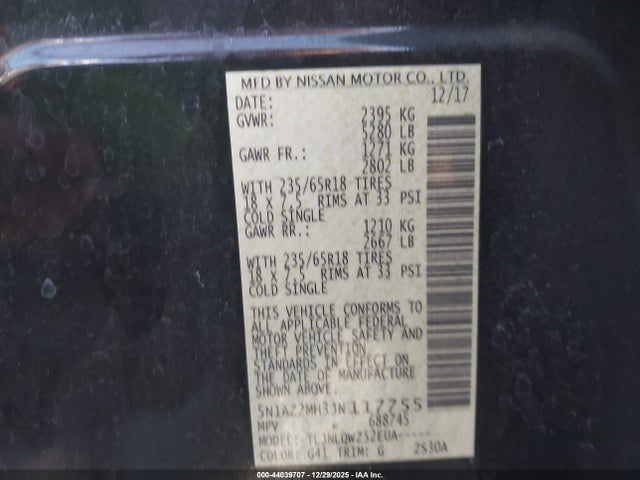 MFD BY NISSAN MOTOR CO., LTD.
DATE: 12/17
GVWR: 2395 KG
5280 LB
GAWR FR.: 1271 KG
2802 LB
WITH 235/65R18 TIRES
18 X 7.5 RIMS AT 33 PSI
COLD SINGLE
GAWR RR.: 1210 KG
2667 LB
WITH 235/65R18 TIRES
18 X 7.5 RIMS AT 33 PSI
COLD SINGLE
THIS VEHICLE CONFORMS TO
ALL APPLICABLE FEDERAL
MOTOR VEHICLE SAFETY AND
THEFT PREVENTION
STANDARDS IN EFFECT ON
THE DATE OF MANUFACTURE
SHOWN ABOVE.
5N1AZ2MH3JN117755
MPV 688745
MODEL: TLJNLQWZ52EUA-----
COLOR: G41 TRIM: G 2S30A
000-44039707 - 12/29/2025 - © IAA Inc.